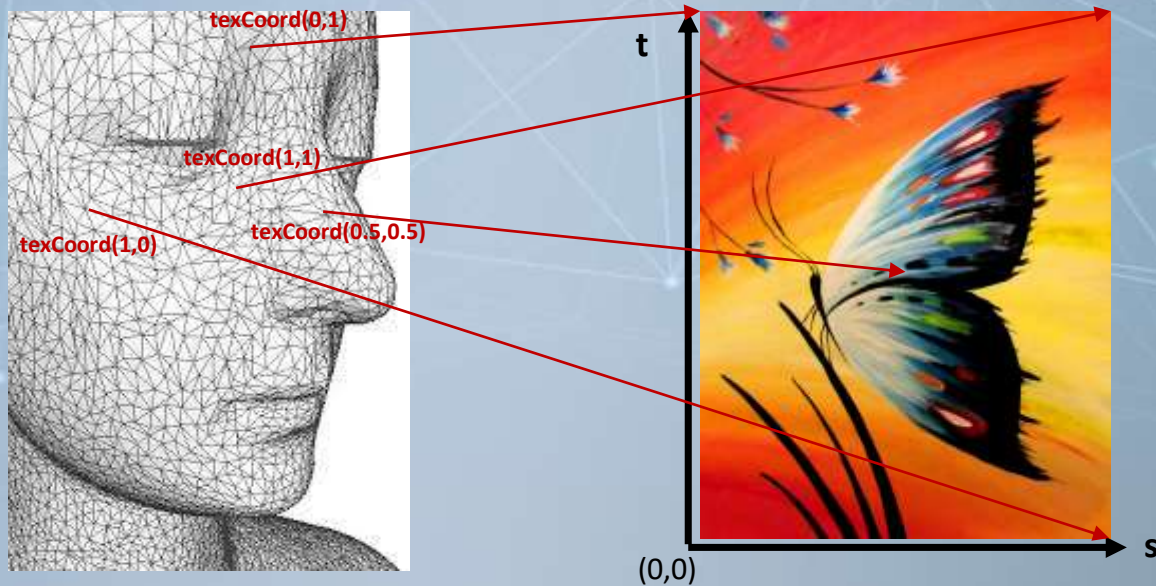 texCoord(0,1)
t
texCoord(1,1)
texCoord(0.5,0.5)
texCoord(1,0)
s
(0,0)